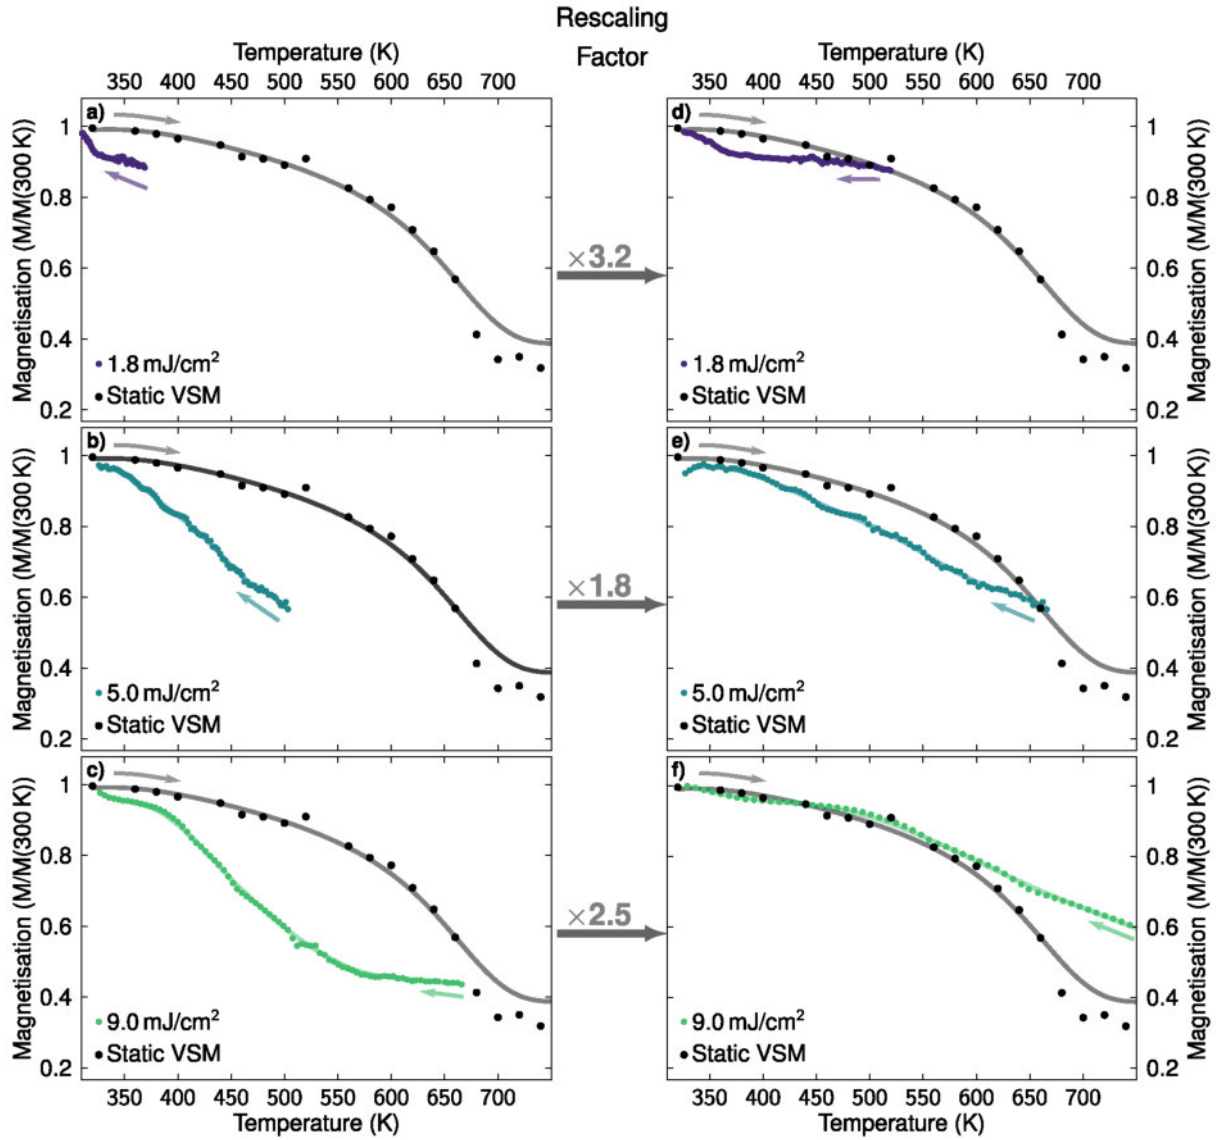 Rescaling
Factor
Temperature (K)
350 400 450 500 550 600 650 700
Temperature (K)
350 400 450 500 550 600 650 700
a)
Magnetisation (M/M(300 K))
1
0.8
0.6
0.4
0.2
1.8 mJ/cm²
Static VSM
×3.2
d)
1.8 mJ/cm²
Static VSM
1
0.8
0.6
0.4
0.2
Magnetisation (M/M(300 K))
b)
Magnetisation (M/M(300 K))
1
0.8
0.6
0.4
0.2
5.0 mJ/cm²
Static VSM
×1.8
e)
5.0 mJ/cm²
Static VSM
1
0.8
0.6
0.4
0.2
Magnetisation (M/M(300 K))
c)
Magnetisation (M/M(300 K))
1
0.8
0.6
0.4
0.2
9.0 mJ/cm²
Static VSM
×2.5
f)
9.0 mJ/cm²
Static VSM
1
0.8
0.6
0.4
0.2
Magnetisation (M/M(300 K))
350 400 450 500 550 600 650 700
Temperature (K)
350 400 450 500 550 600 650 700
Temperature (K)